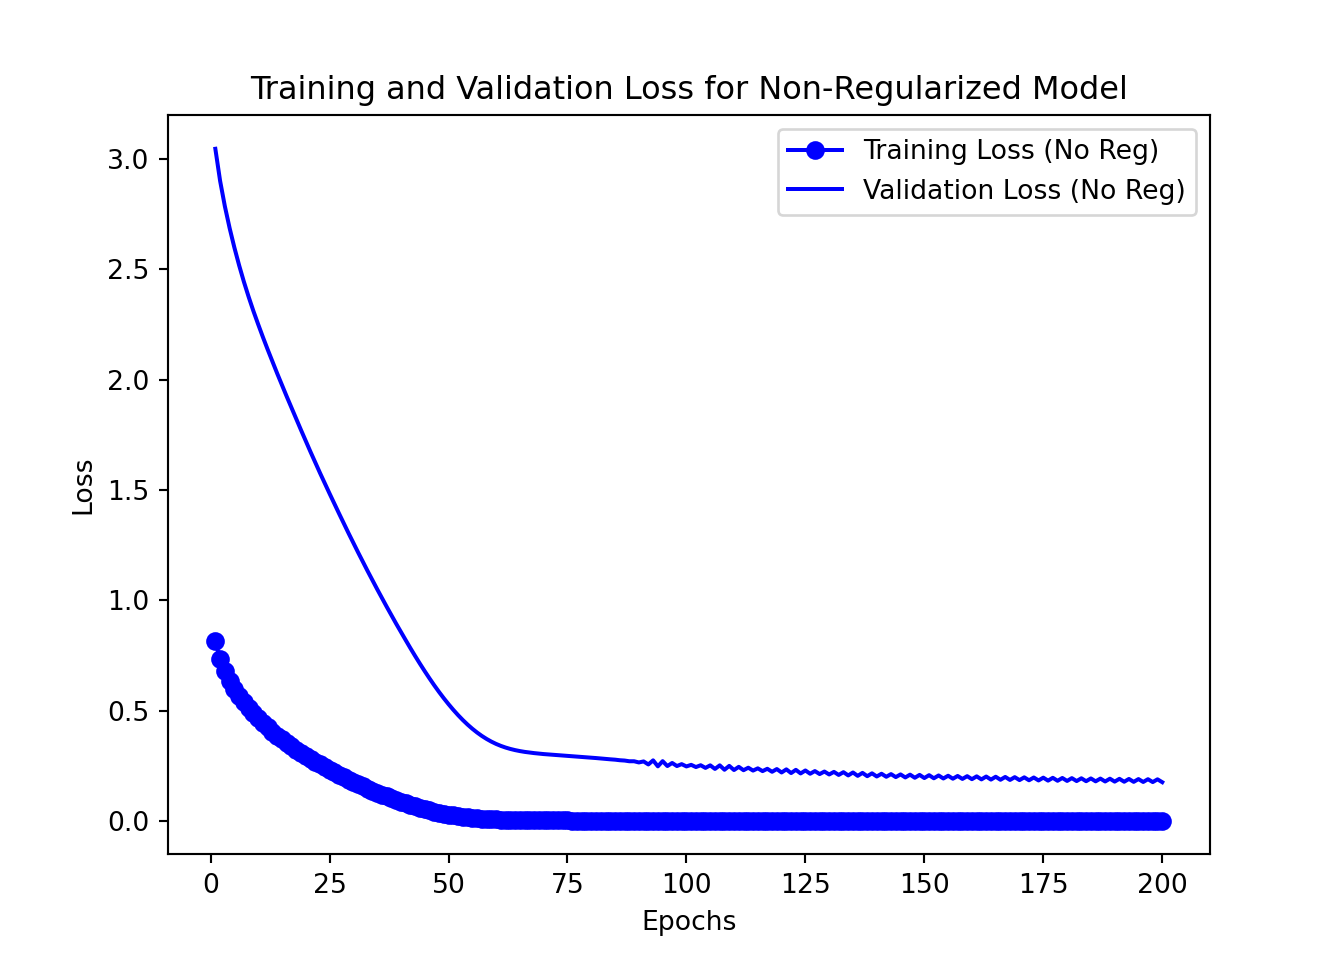 Training and Validation Loss for Non-Regularized Model
Training Loss (No Reg)
Validation Loss (No Reg)
Loss
3.0
2.5
2.0
1.5
1.0
0.5
0.0
0 25 50 75 100 125 150 175 200
Epochs